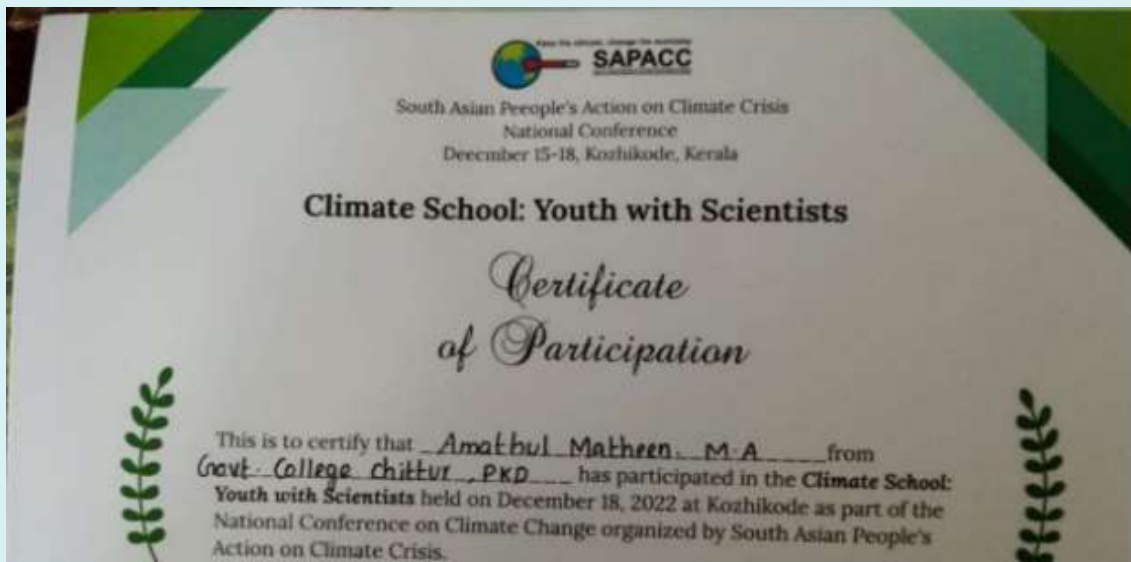 SAPACC
South Asian Peeople's Action on Climate Crisis
National Conference
December 15-18, Kozhikode, Kerala
Climate School: Youth with Scientists
Certificate
of Participation
This is to certify that Amathul Matheen. M.A from
Govt. College chittur, PKD has participated in the Climate School:
Youth with Scientists held on December 18, 2022 at Kozhikode as part of the
National Conference on Climate Change organized by South Asian People's
Action on Climate Crisis.